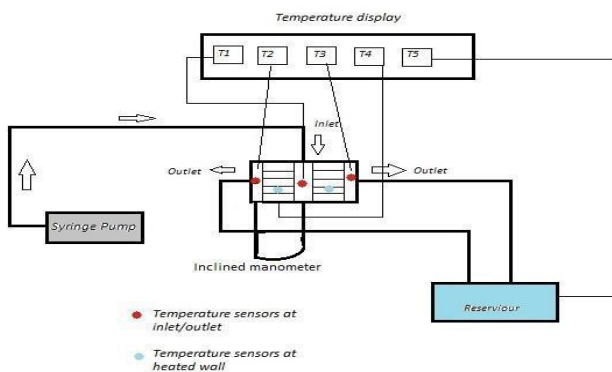 Temperature display
T1 T2 T3 T4 T5
Inlet
Outlet
Outlet
Syringe Pump
Inclined manometer
Reserviour
Temperature sensors at
inlet/outlet
Temperature sensors at
heated wall